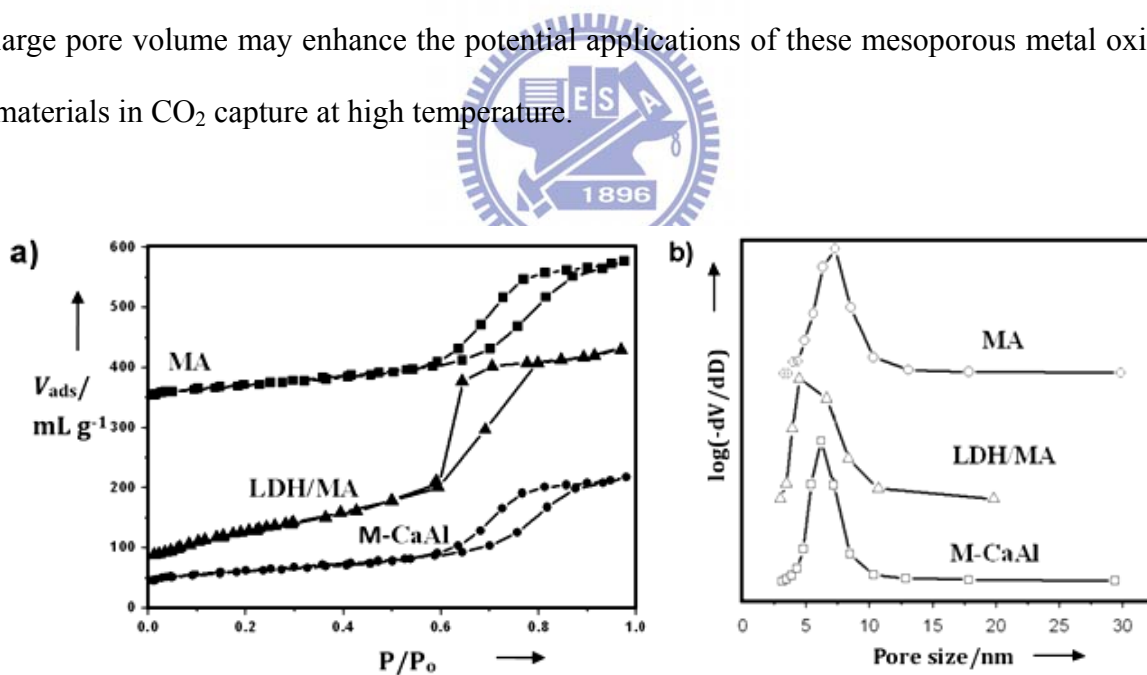 large pore volume may enhance the potential applications of these mesoporous metal oxi
materials in CO₂ capture at high temperature.
ES A
1896
a)
600
500
400
300
200
100
0
V_ads/
mL g⁻¹
MA
LDH/MA
M-CaAl
0.0 0.2 0.4 0.6 0.8 1.0
P/P₀
b)
log(-dV/dD)
MA
LDH/MA
M-CaAl
0 5 10 15 20 25 30
Pore size/nm